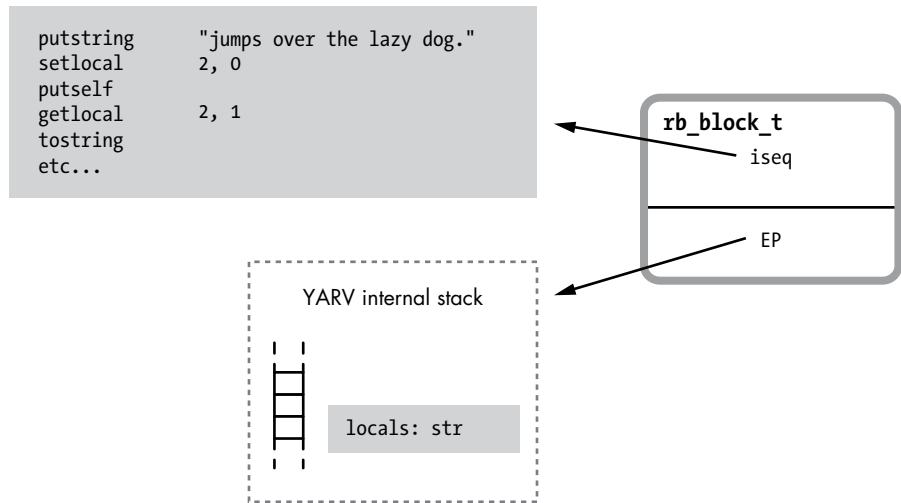 putstring "jumps over the lazy dog."
setlocal 2, 0
putself
getlocal 2, 1
tostring
etc...
rb_block_t
iseq
EP
YARV internal stack
locals: str